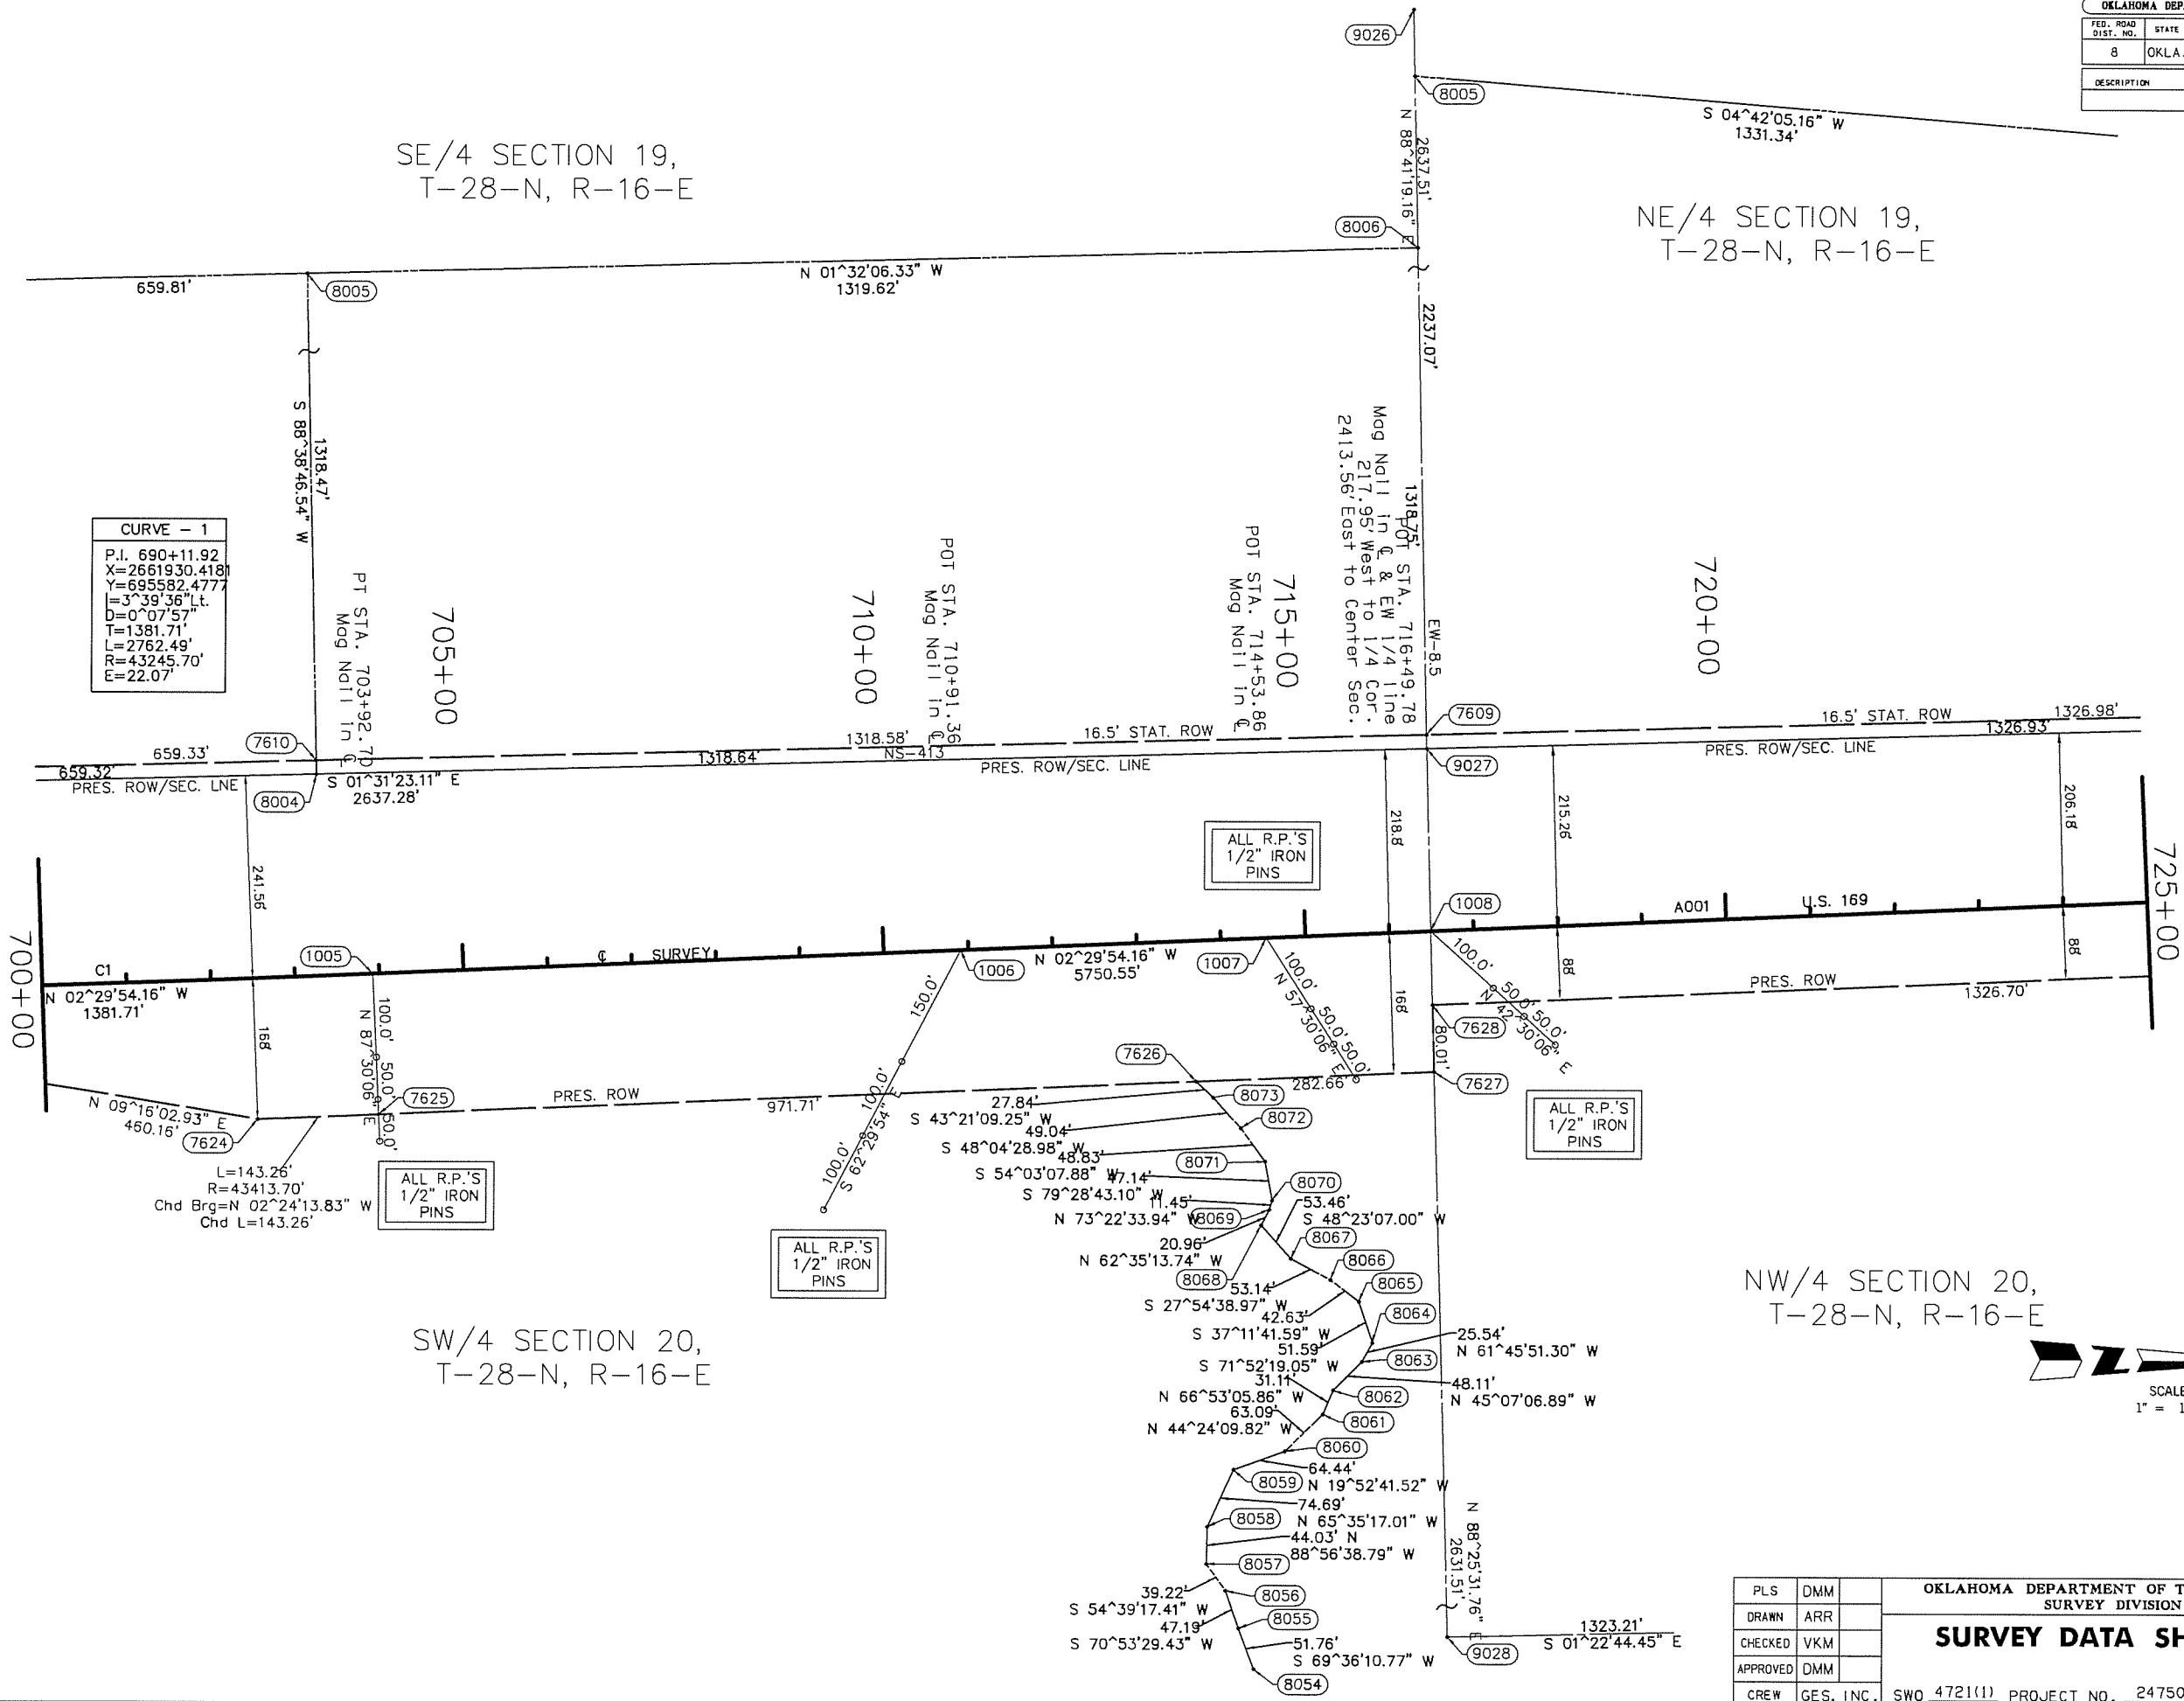 OKLAHOMA DEP
FED. ROAD DIST. NO.
STATE
8
OKLA.
DESCRIPTION
9026
8005
S 04^42'05.16" W
1331.34'
2637.51'
N 88^41'19.16" E
SE/4 SECTION 19,
T-28-N, R-16-E
NE/4 SECTION 19,
T-28-N, R-16-E
8006
659.81'
8005
N 01^32'06.33" W
1319.62'
2237.07'
1318.47'
S 88^38'46.54" W
CURVE - 1
P.I. 690+11.92
X=2661930.4181
Y=695582.4777
I=3^39'36"Lt.
D=0^07'57"
T=1381.71'
L=2762.49'
R=43245.70'
E=22.07'
PT STA. 703+92.70
Mag Nail in ℄
705+00
710+00
POT STA. 710+91.36
Mag Nail in ℄
POT STA. 714+53.86
Mag Nail in ℄
715+00
1318.75'
POT STA. 716+49.78
Mag Nail in ℄ & EW 1/4 line
217.95' West to 1/4 Cor.
2413.56' East to Center Sec.
EW-8.5
720+00
7610
659.33'
659.32'
PRES. ROW/SEC. LNE
8004
S 01^31'23.11" E
2637.28'
1318.64'
1318.58'
NS-413
16.5' STAT. ROW
PRES. ROW/SEC. LINE
7609
9027
16.5' STAT. ROW
1326.98'
1326.93'
PRES. ROW/SEC. LINE
241.56'
218.8'
215.26'
206.18'
ALL R.P.'S
1/2" IRON
PINS
700+00
C1
N 02^29'54.16" W
1381.71'
1005
℄ SURVEY
1006
N 02^29'54.16" W
5750.55'
1007
1008
A001
U.S. 169
725+00
168'
100.0'
50.0'
50.0'
N 87^30'06" E
150.0'
100.0'
100.0'
S 62^29'54" E
100.0'
50.0'
50.0'
N 57^30'06" E
168'
100.0'
50.0'
50.0'
N 42^30'06" E
88'
88'
PRES. ROW
1326.70'
7628
80.01'
7627
N 09^16'02.93" E
460.16'
7624
7625
PRES. ROW
971.71'
7626
282.66'
L=143.26'
R=43413.70'
Chd Brg=N 02^24'13.83" W
Chd L=143.26'
ALL R.P.'S
1/2" IRON
PINS
ALL R.P.'S
1/2" IRON
PINS
ALL R.P.'S
1/2" IRON
PINS
27.84'
8073
S 43^21'09.25" W
49.04'
8072
S 48^04'28.98" W
48.83'
8071
S 54^03'07.88" W
47.14'
S 79^28'43.10" W
8070
11.45'
N 73^22'33.94" W
8069
53.46'
S 48^23'07.00" W
20.96'
N 62^35'13.74" W
8067
8068
8066
53.14'
S 27^54'38.97" W
8065
42.63'
S 37^11'41.59" W
8064
51.59'
S 71^52'19.05" W
25.54'
N 61^45'51.30" W
8063
31.11'
N 66^53'05.86" W
48.11'
N 45^07'06.89" W
8062
63.09'
N 44^24'09.82" W
8061
8060
64.44'
N 19^52'41.52" W
8059
74.69'
N 65^35'17.01" W
8058
44.03' N
88^56'38.79" W
8057
39.22'
S 54^39'17.41" W
8056
47.19'
S 70^53'29.43" W
8055
51.76'
S 69^36'10.77" W
8054
SW/4 SECTION 20,
T-28-N, R-16-E
NW/4 SECTION 20,
T-28-N, R-16-E
N 88^25'31.76" E
2631.51'
1323.21'
S 01^22'44.45" E
9028
SCALE
1" = 1
PLS DMM
DRAWN ARR
CHECKED VKM
APPROVED DMM
CREW GES. INC.
OKLAHOMA DEPARTMENT OF T
SURVEY DIVISION
SURVEY DATA SH
SWO 4721(1) PROJECT NO. 2475